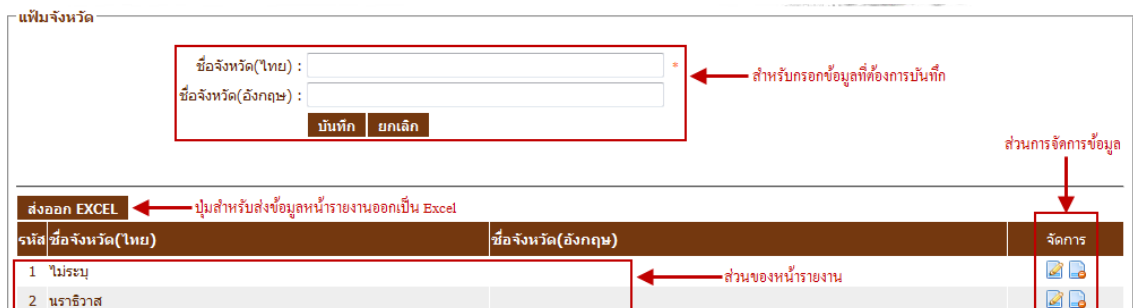 แฟ้มจังหวัด
ชื่อจังหวัด(ไทย) : * สำหรับกรอกข้อมูลที่ต้องการบันทึก
ชื่อจังหวัด(อังกฤษ) :
บันทึก ยกเลิก
ส่วนการจัดการข้อมูล
ส่งออก EXCEL ปุ่มสำหรับส่งข้อมูลหน้ารายงานออกเป็น Excel
รหัส ชื่อจังหวัด(ไทย) ชื่อจังหวัด(อังกฤษ) จัดการ
1 ไม่ระบุ ส่วนของหน้ารายงาน
2 นราธิวาส